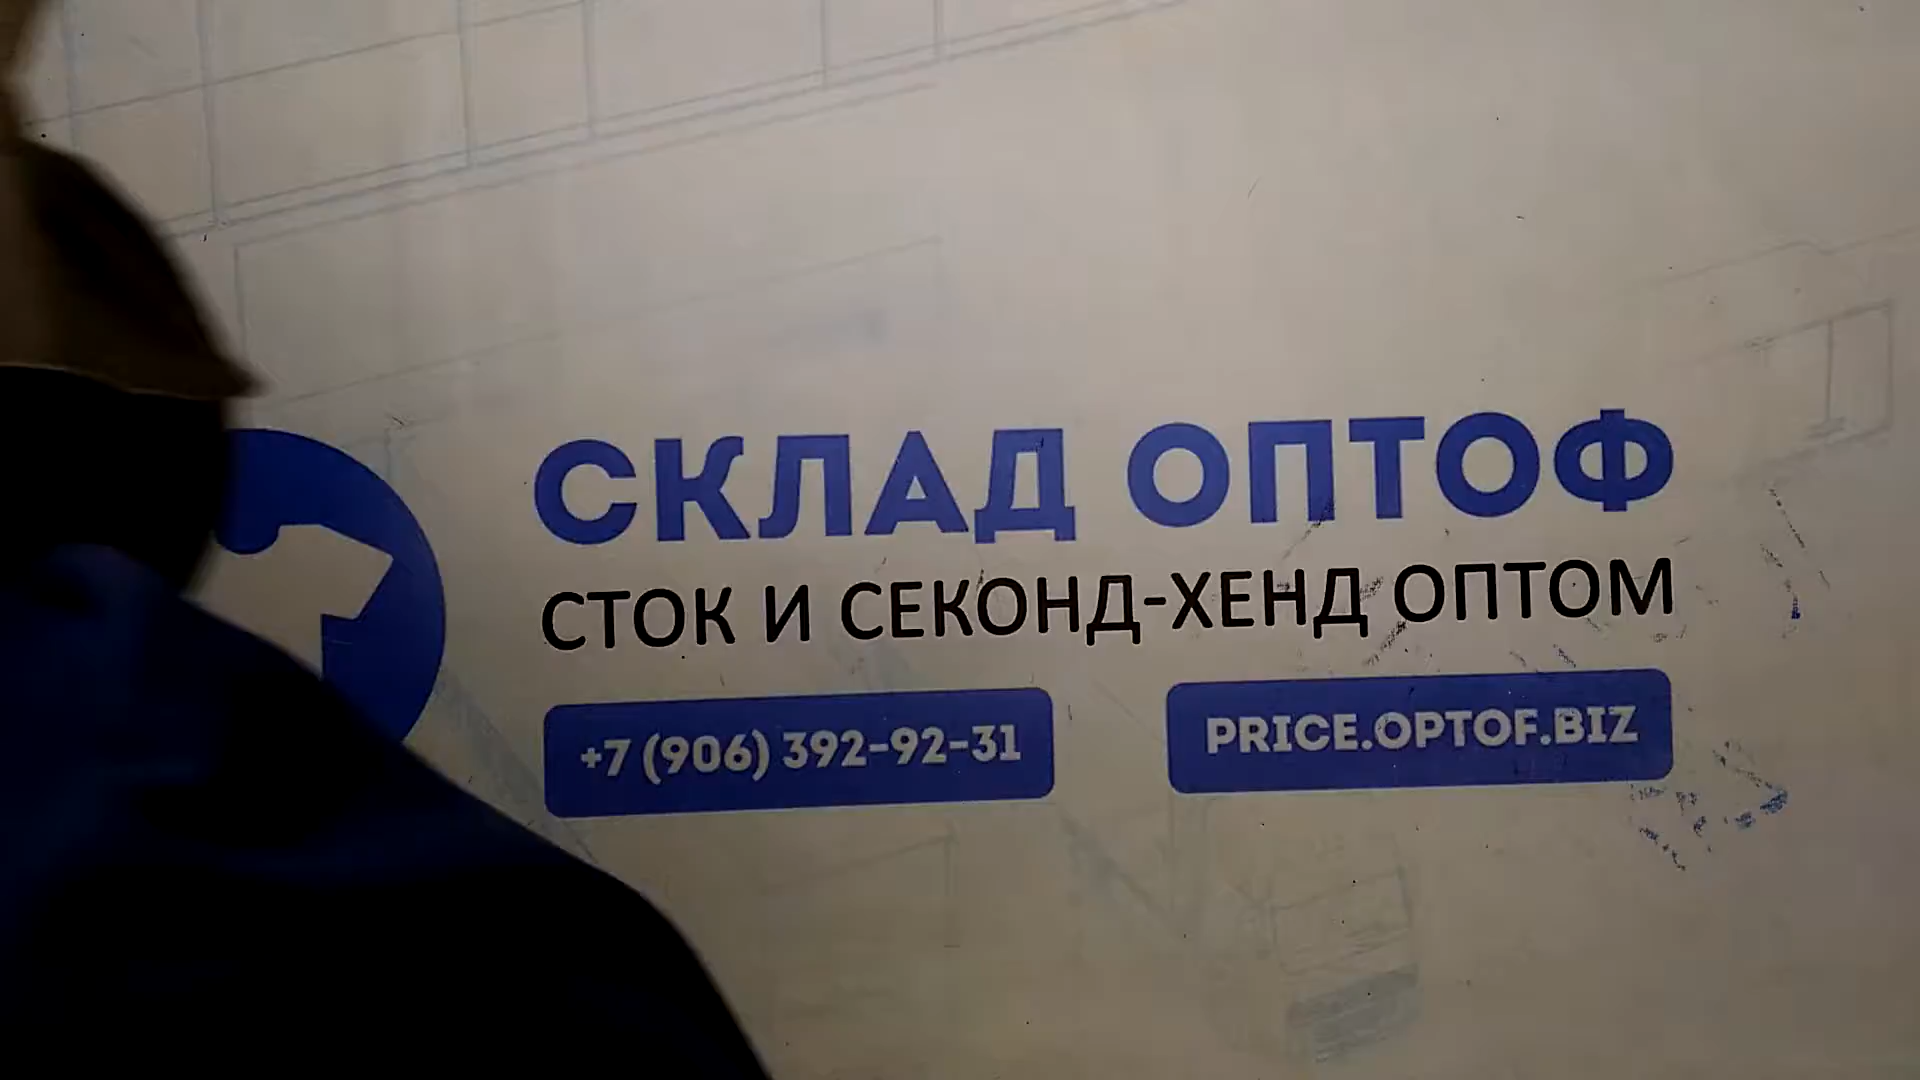 СКЛАД ОПТОФ
СТОК И СЕКОНД-ХЕНД ОПТОМ
+7 (906) 392-92-31
PRICE.OPTOF.BIZ